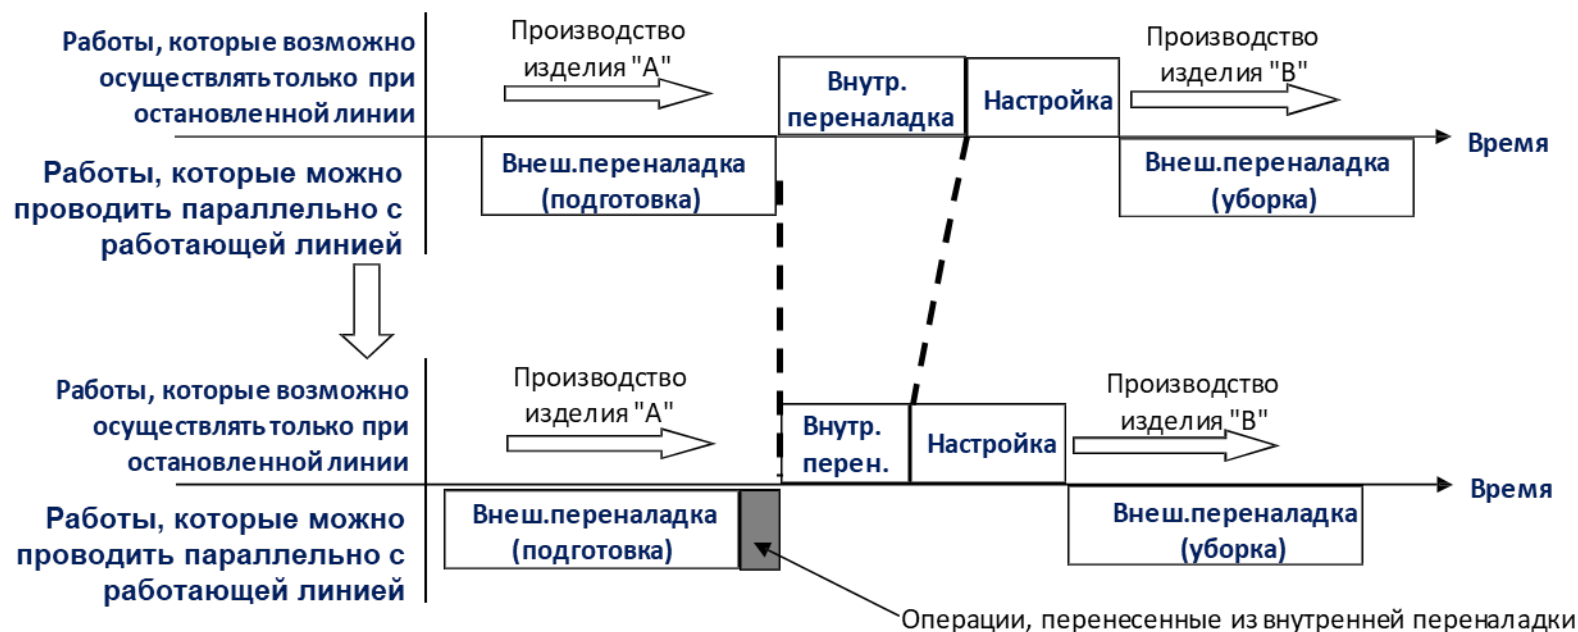 Работы, которые возможно
осуществлять только при
остановленной линии
Производство
изделия "А"
Внутр.
переналадка
Настройка
Производство
изделия "В"
Время
Работы, которые можно
проводить параллельно с
работающей линией
Внеш.переналадка
(подготовка)
Внеш.переналадка
(уборка)
Работы, которые возможно
осуществлять только при
остановленной линии
Производство
изделия "А"
Внутр.
перен.
Настройка
Производство
изделия "В"
Время
Работы, которые можно
проводить параллельно с
работающей линией
Внеш.переналадка
(подготовка)
Внеш.переналадка
(уборка)
Операции, перенесенные из внутренней переналадки